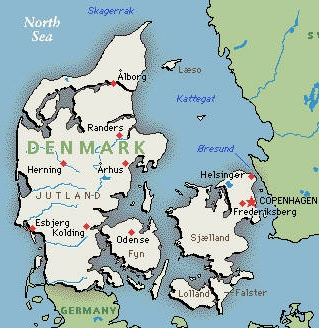 Skagerrak
North
Sea
Ålborg
Læso
Kattegat
Randers
DENMARK
Øresund
Herning
Århus
Helsingør
JUTLAND
COPENHAGEN
Frederiksberg
Esbjerg
Kolding
Odense
Sjælland
Fyn
Lolland
Falster
GERMANY
S